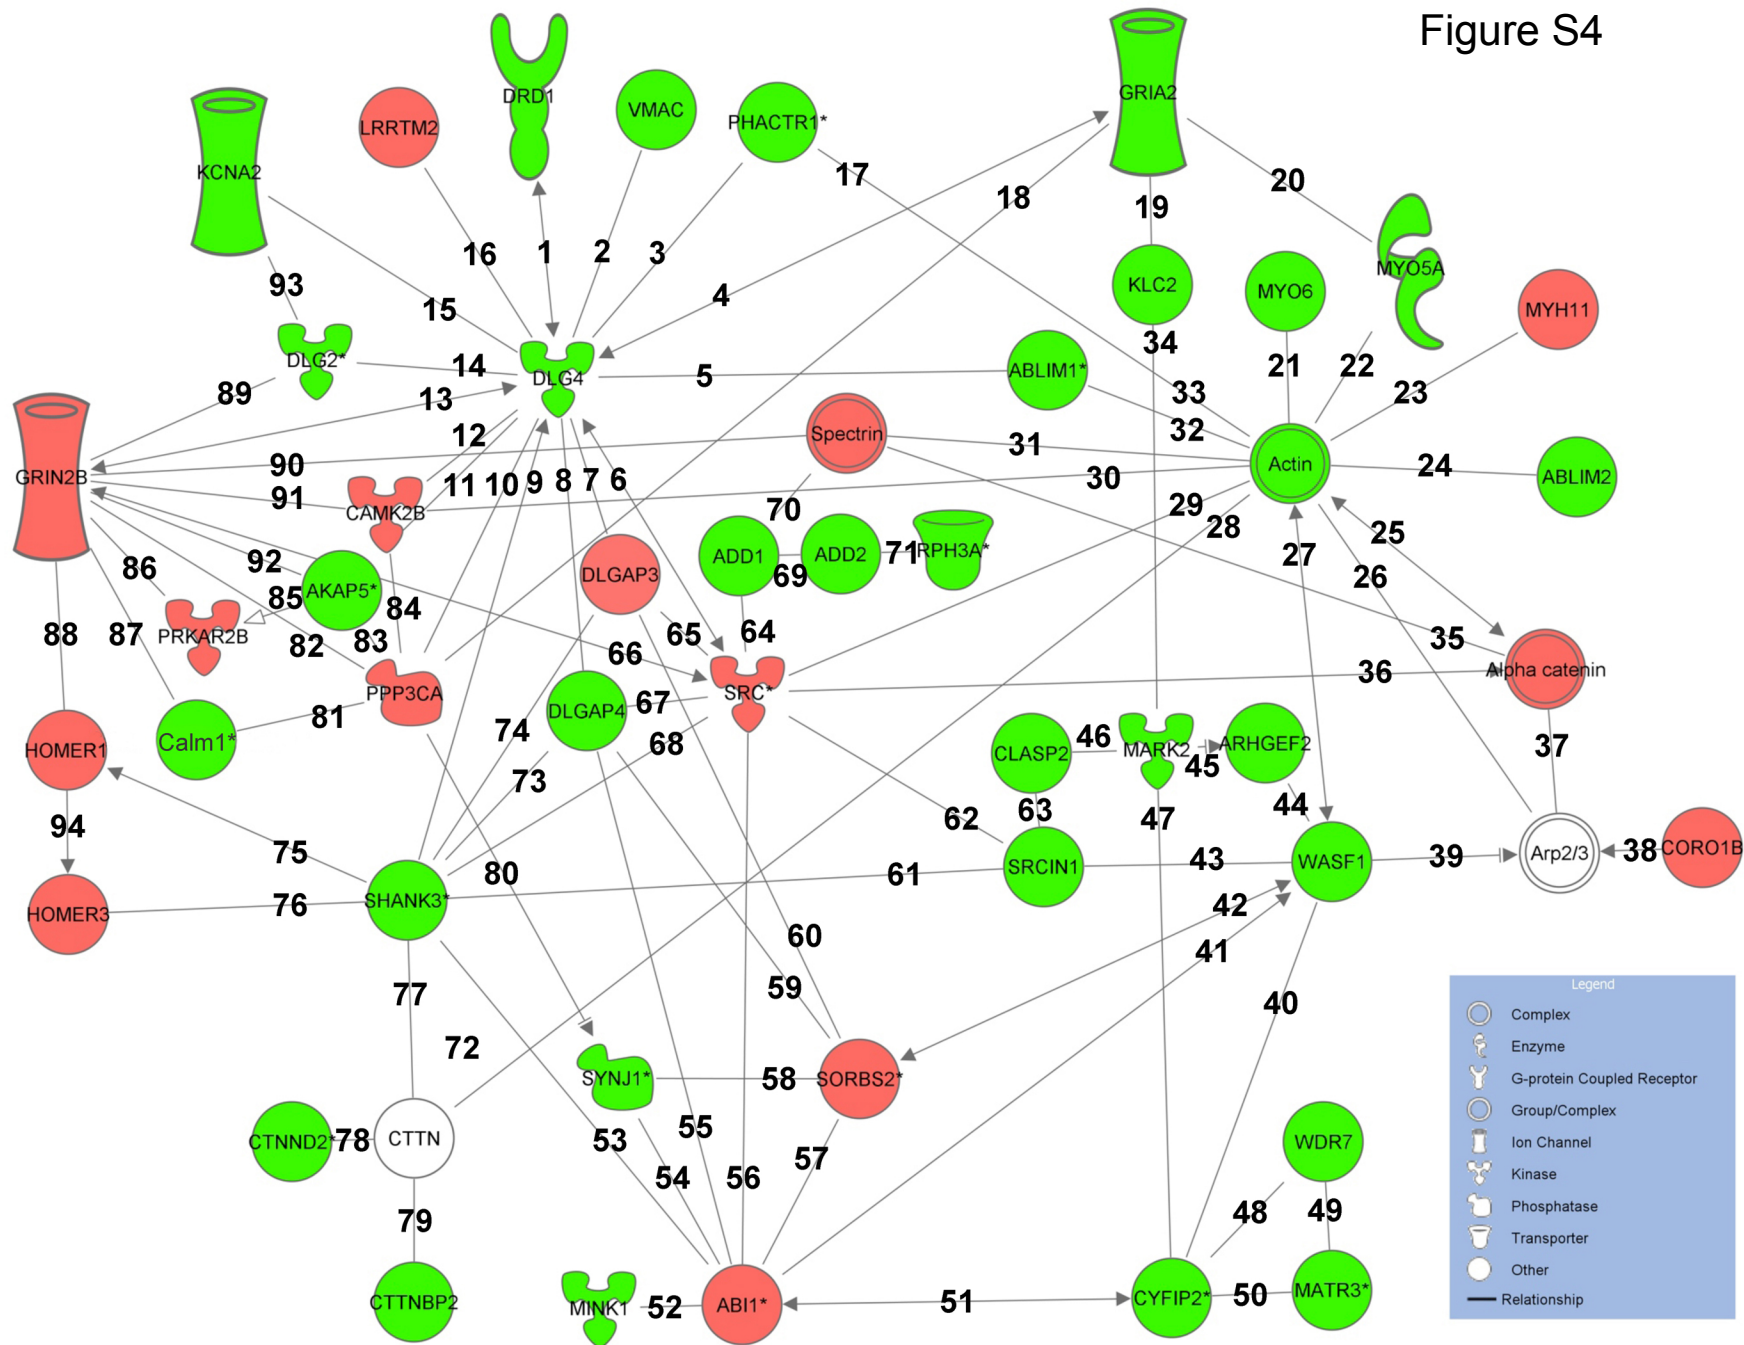 Figure S4
DRD1
GRIA2
VMAC
PHACTR1*
LRRTM2
KCNA2
17
18
20
19
16
1
2
3
93
15
4
KLC2
MYO6
MYO5A
MYH11
34
DLG2*
14
DLG4
5
ABLIM1*
21
22
33
23
89
13
12
32
Spectrin
31
Actin
24
ABLIM2
GRIN2B
90
91
CAMK2B
11
10
9
8
7
6
30
29
28
70
27
25
92
86
AKAP5*
85
DLGAP3
ADD1
69
ADD2
71
RPH3A*
26
84
88
87
PRKAR2B
82
83
66
65
64
35
PPP3CA
SRC*
36
Alpha catenin
Calm1*
81
DLGAP4
67
68
74
73
HOMER1
CLASP2
46
MARK2
45
ARHGEF2
37
94
75
62
63
47
44
80
61
SRCIN1
43
WASF1
39
Arp2/3
38
CORO1B
HOMER3
76
SHANK3*
42
60
41
59
40
77
72
SYNJ1*
58
SORBS2*
CTNND2*
78
CTTN
53
55
54
56
57
WDR7
79
48
49
CTTNBP2
MINK1
52
ABI1*
51
CYFIP2*
50
MATR3*
Legend
Complex
Enzyme
G-protein Coupled Receptor
Group/Complex
Ion Channel
Kinase
Phosphatase
Transporter
Other
Relationship